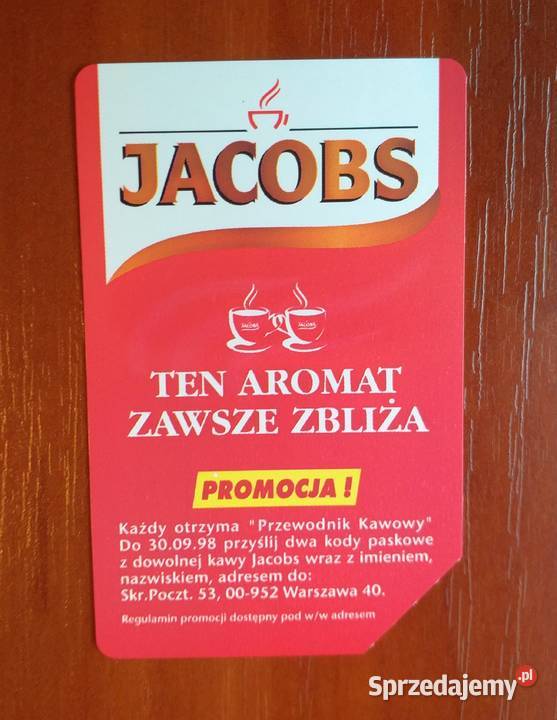 JACOBS
JACOBS JACOBS
TEN AROMAT
ZAWSZE ZBLIŻA
PROMOCJA !
Każdy otrzyma "Przewodnik Kawowy"
Do 30.09.98 przyślij dwa kody paskowe
z dowolnej kawy Jacobs wraz z imieniem,
nazwiskiem, adresem do:
Skr.Poczt. 53, 00-952 Warszawa 40.
Regulamin promocji dostępny pod w/w adresem
Sprzedajemy.pl